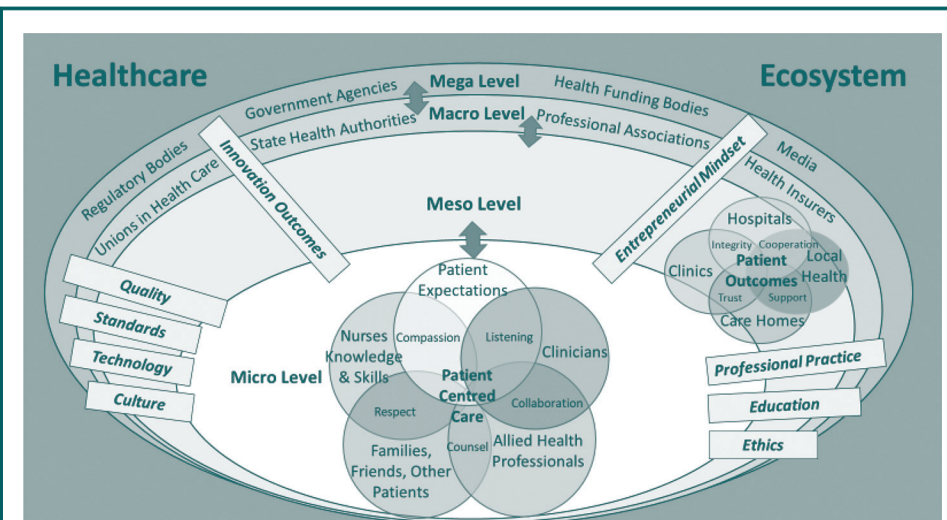 Healthcare
Ecosystem
Mega Level
Government Agencies
Health Funding Bodies
Regulatory Bodies
Media
Macro Level
State Health Authorities
Professional Associations
Unions in Health Care
Health Insurers
Innovation Outcomes
Entrepreneurial Mindset
Meso Level
Hospitals
Integrity
Cooperation
Clinics
Patient
Outcomes
Local
Health
Trust
Support
Care Homes
Quality
Standards
Technology
Culture
Micro Level
Patient
Expectations
Nurses
Knowledge
& Skills
Compassion
Listening
Clinicians
Patient
Centred
Care
Respect
Collaboration
Counsel
Families,
Friends, Other
Patients
Allied Health
Professionals
Professional Practice
Education
Ethics